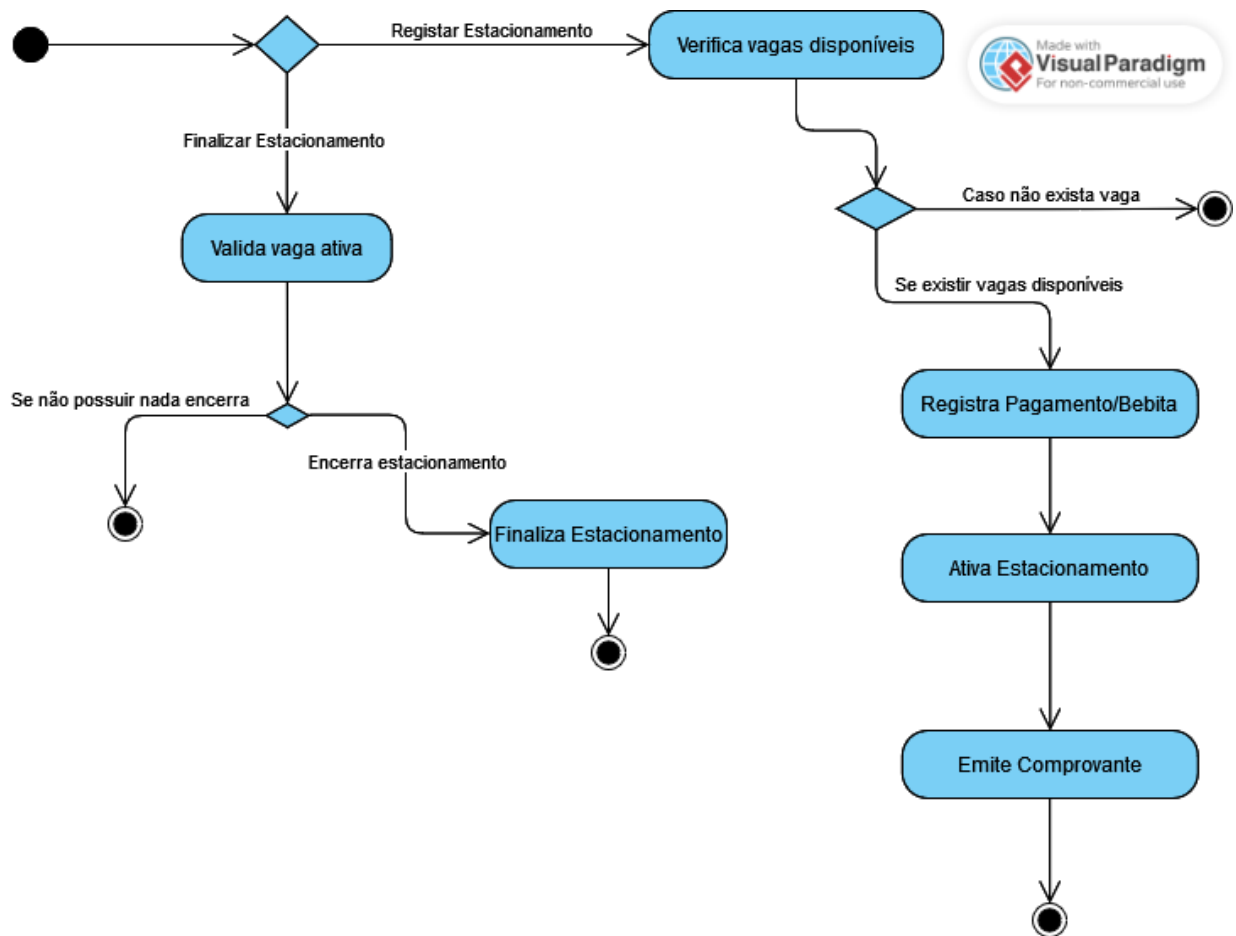 Registar Estacionamento
Verifica vagas disponíveis
Made with
Visual Paradigm
For non-commercial use
Finalizar Estacionamento
Caso não exista vaga
Valida vaga ativa
Se existir vagas disponíveis
Se não possuir nada encerra
Registra Pagamento/Bebita
Encerra estacionamento
Finaliza Estacionamento
Ativa Estacionamento
Emite Comprovante